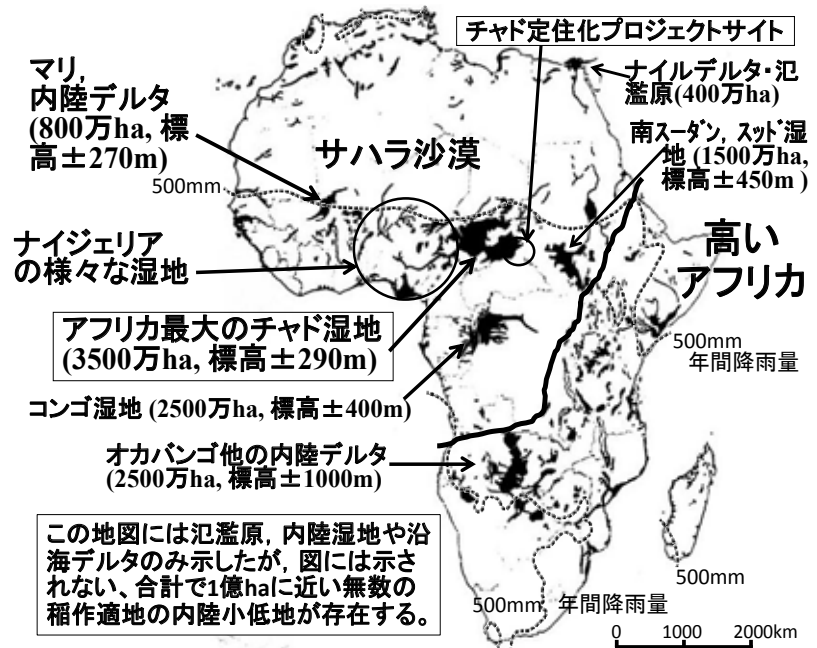 チャド定住化プロジェクトサイト
マリ,
内陸デルタ
(800万ha, 標
高±270m)
ナイルデルタ・氾
濫原(400万ha)
南スーダン, スッド湿
地 (1500万ha,
標高±450m )
サハラ沙漠
500mm
高い
アフリカ
ナイジェリア
の様々な湿地
アフリカ最大のチャド湿地
(3500万ha, 標高±290m)
500mm
年間降雨量
コンゴ湿地 (2500万ha, 標高±400m)
オカバンゴ他の内陸デルタ
(2500万ha, 標高±1000m)
この地図には氾濫原, 内陸湿地や沿
海デルタのみ示したが, 図には示さ
れない、合計で1億haに近い無数の
稲作適地の内陸小低地が存在する。
500mm
500mm, 年間降雨量
0 1000 2000km